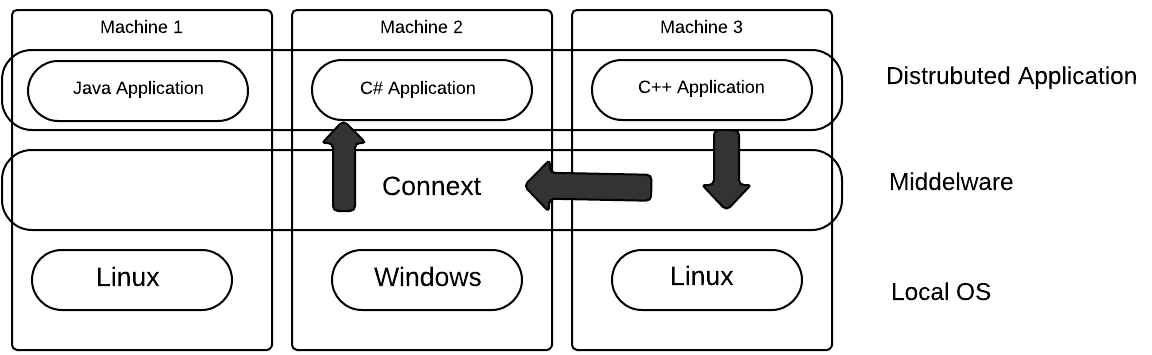 Machine 1
Machine 2
Machine 3
Java Application
C# Application
C++ Application
Distrubuted Application
Connext
Middelware
Linux
Windows
Linux
Local OS